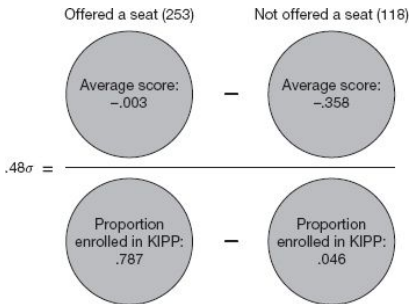 Offered a seat (253)
Not offered a seat (118)
Average score:
–.003
–
Average score:
–.358
.48σ =
Proportion
enrolled in KIPP:
.787
–
Proportion
enrolled in KIPP:
.046